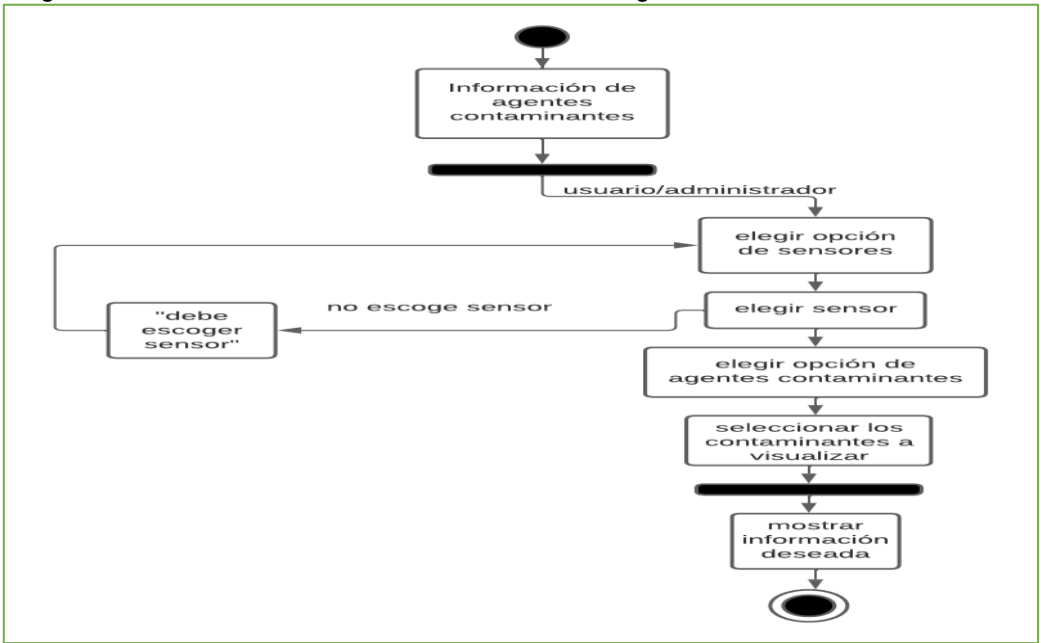 Información de
agentes
contaminantes
usuario/administrador
elegir opción
de sensores
no escoge sensor
elegir sensor
"debe
escoger
sensor"
elegir opción de
agentes contaminantes
seleccionar los
contaminantes a
visualizar
mostrar
información
deseada